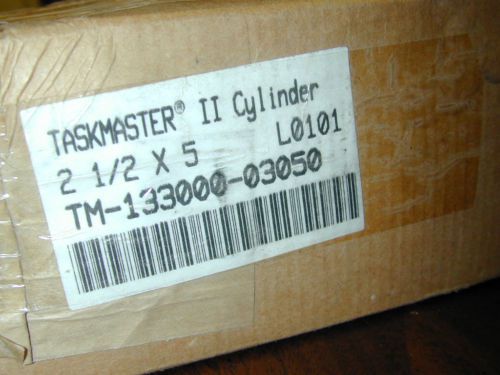 TASKMASTER® II Cylinder
2 1/2 X 5 L0101
TM-133000-03050